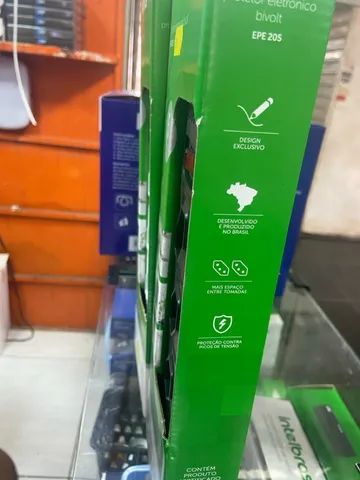 protetor eletrônico
bivolt
EPE 205
DESIGN
EXCLUSIVO
DESENVOLVIDO
E PRODUZIDO
NO BRASIL
MAIS ESPAÇO
ENTRE TOMADAS
PROTEÇÃO CONTRA
PICOS DE TENSÃO
CONTÉM
PRODUTO
CERTIFICADO
intelbras